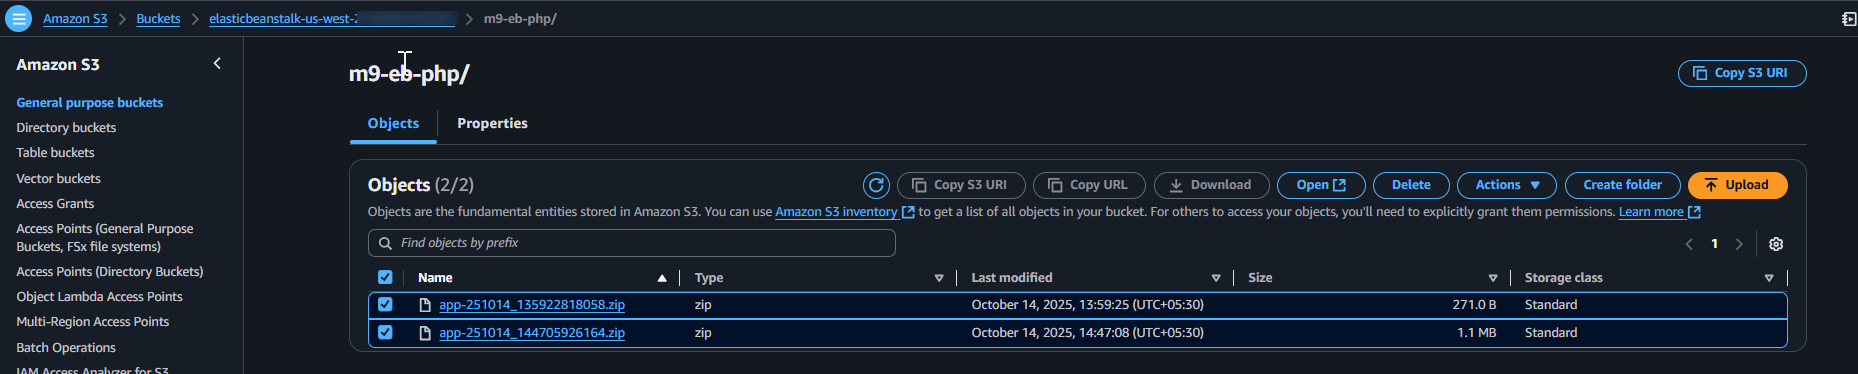 Amazon S3 > Buckets > elasticbeanstalk-us-west- > m9-eb-php/
Amazon S3
General purpose buckets
Directory buckets
Table buckets
Vector buckets
Access Grants
Access Points (General Purpose
Buckets, FSx file systems)
Access Points (Directory Buckets)
Object Lambda Access Points
Multi-Region Access Points
Batch Operations
IAM Access Analyzer for S3
m9-eb-php/
Copy S3 URI
Objects Properties
Objects (2/2) Copy S3 URI Copy URL Download Open Delete Actions Create folder Upload
Objects are the fundamental entities stored in Amazon S3. You can use Amazon S3 inventory to get a list of all objects in your bucket. For others to access your objects, you'll need to explicitly grant them permissions. Learn more
Find objects by prefix 1
Name Type Last modified Size Storage class
app-251014_135922818058.zip zip October 14, 2025, 13:59:25 (UTC+05:30) 271.0 B Standard
app-251014_144705926164.zip zip October 14, 2025, 14:47:08 (UTC+05:30) 1.1 MB Standard